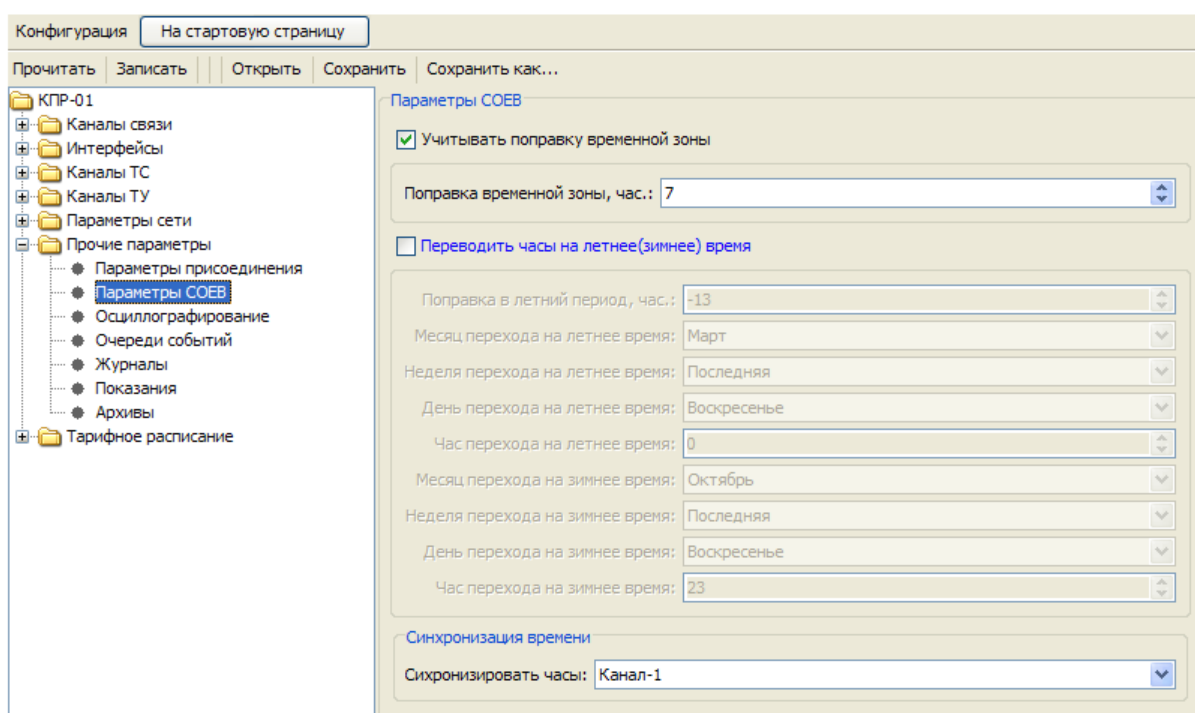 Конфигурация На стартовую страницу
Прочитать Записать Открыть Сохранить Сохранить как...
КПР-01
Каналы связи
Интерфейсы
Каналы ТС
Каналы ТУ
Параметры сети
Прочие параметры
Параметры присоединения
Параметры СОЕВ
Осциллографирование
Очереди событий
Журналы
Показания
Архивы
Тарифное расписание
Параметры СОЕВ
Учитывать поправку временной зоны
Поправка временной зоны, час.: 7
Переводить часы на летнее(зимнее) время
Поправка в летний период, час.: -13
Месяц перехода на летнее время: Март
Неделя перехода на летнее время: Последняя
День перехода на летнее время: Воскресенье
Час перехода на летнее время: 0
Месяц перехода на зимнее время: Октябрь
Неделя перехода на зимнее время: Последняя
День перехода на зимнее время: Воскресенье
Час перехода на зимнее время: 23
Синхронизация времени
Сихронизировать часы: Канал-1